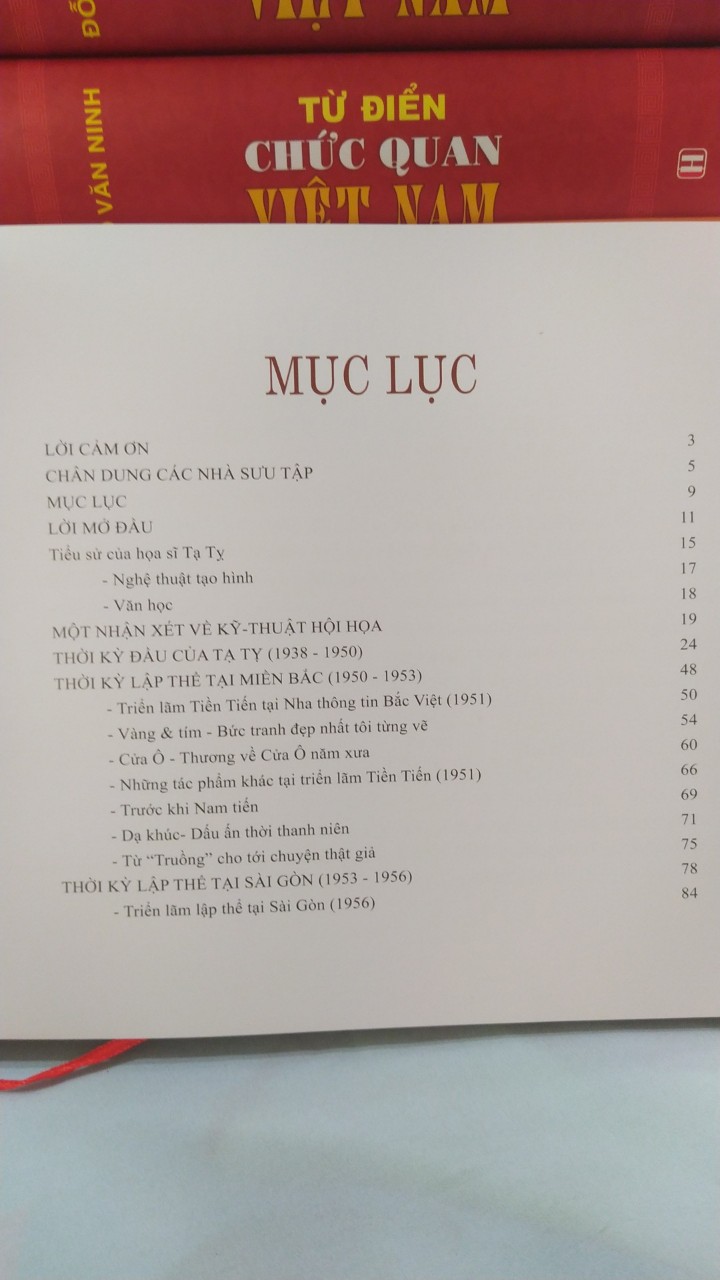 VIỆT NAM
ĐỖ
VĂN NINH
TỪ ĐIỂN
CHỨC QUAN
VIỆT NAM
H
MỤC LỤC
LỜI CẢM ƠN 3
CHÂN DUNG CÁC NHÀ SƯU TẬP 5
MỤC LỤC 9
LỜI MỞ ĐẦU 11
Tiểu sử của họa sĩ Tạ Tỵ 15
- Nghệ thuật tạo hình 17
- Văn học 18
MỘT NHẬN XÉT VỀ KỸ-THUẬT HỘI HỌA 19
THỜI KỲ ĐẦU CỦA TẠ TỴ (1938 - 1950) 24
THỜI KỲ LẬP THỂ TẠI MIỀN BẮC (1950 - 1953) 48
- Triển lãm Tiền Tiến tại Nha thông tin Bắc Việt (1951) 50
- Vàng & tím - Bức tranh đẹp nhất tôi từng vẽ 54
- Cửa Ô - Thương về Cửa Ô năm xưa 60
- Những tác phẩm khác tại triển lãm Tiền Tiến (1951) 66
- Trước khi Nam tiến 69
- Dạ khúc- Dấu ấn thời thanh niên 71
- Từ “Truồng” cho tới chuyện thật giả 75
THỜI KỲ LẬP THỂ TẠI SÀI GÒN (1953 - 1956) 78
- Triển lãm lập thể tại Sài Gòn (1956) 84